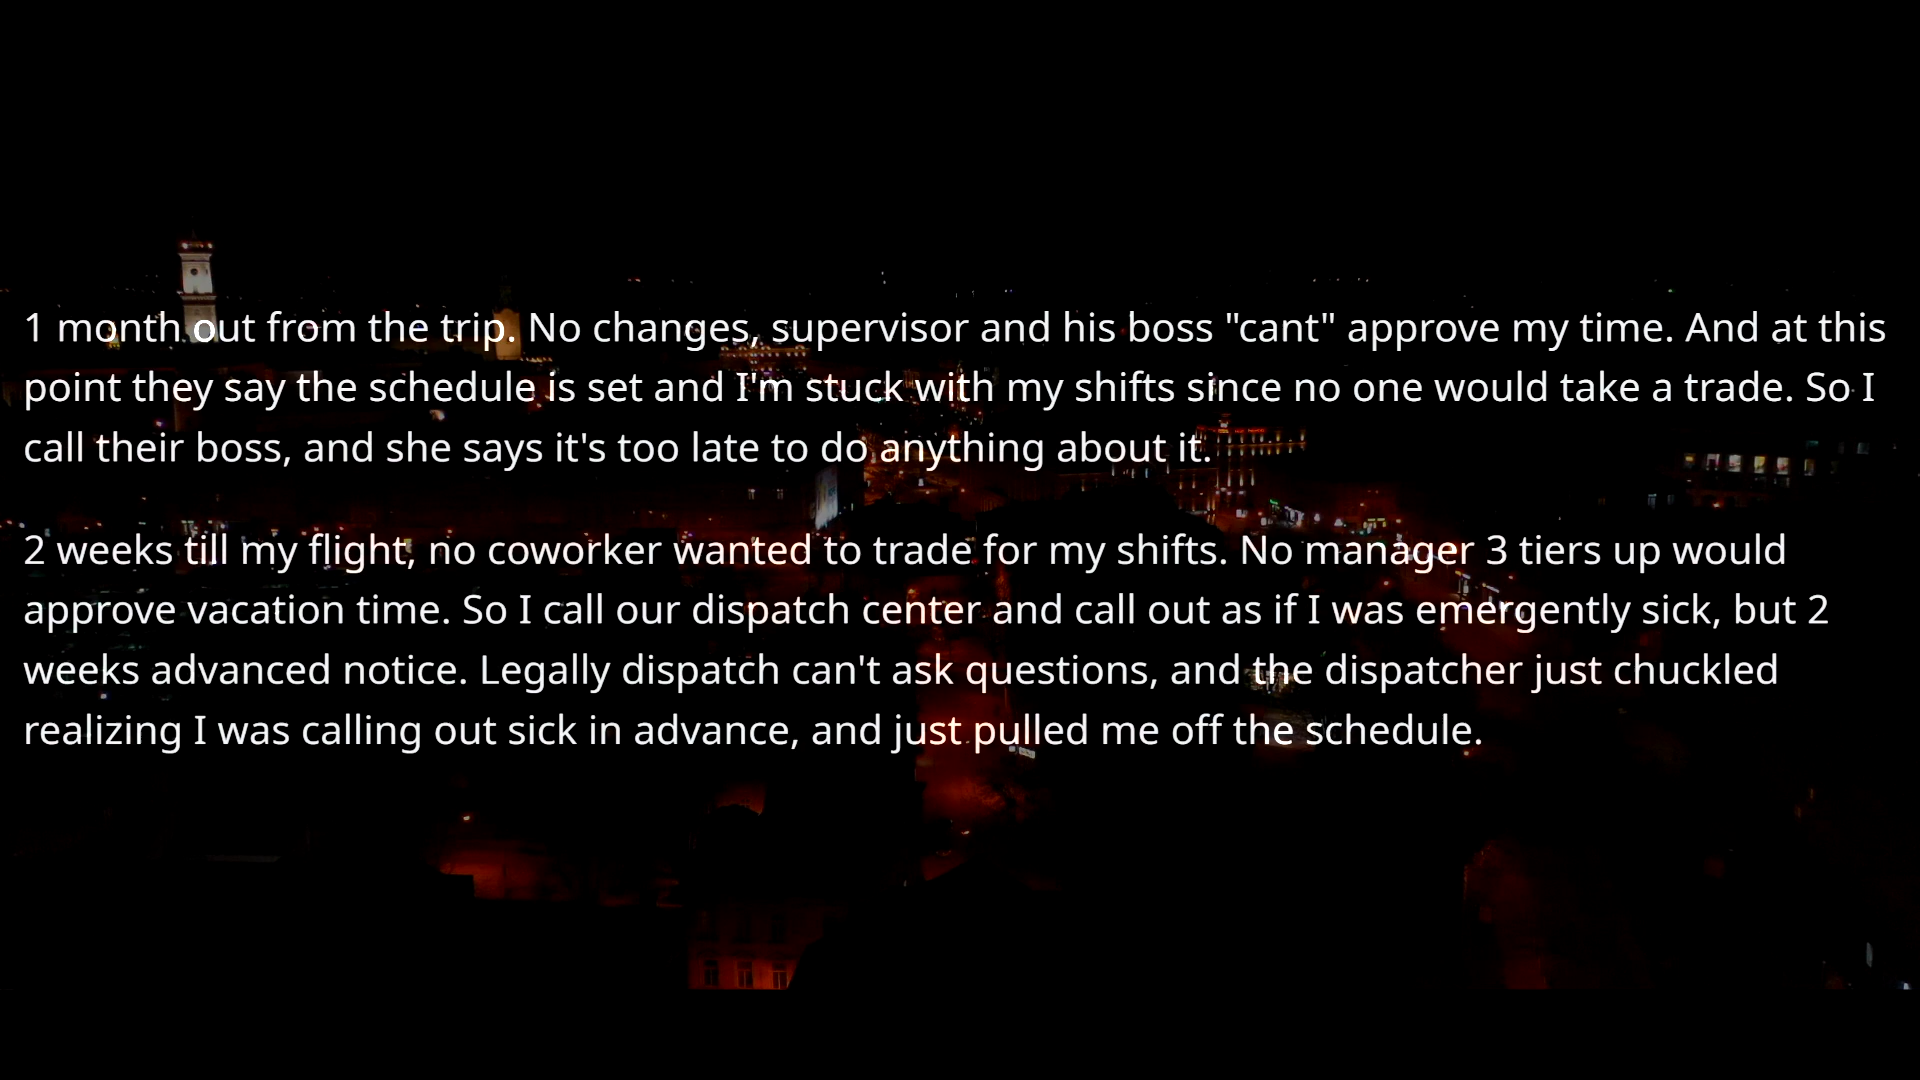 1 month out from the trip. No changes, supervisor and his boss "cant" approve my time. And at this
point they say the schedule is set and I'm stuck with my shifts since no one would take a trade. So I
call their boss, and she says it's too late to do anything about it.
2 weeks till my flight, no coworker wanted to trade for my shifts. No manager 3 tiers up would
approve vacation time. So I call our dispatch center and call out as if I was emergently sick, but 2
weeks advanced notice. Legally dispatch can't ask questions, and the dispatcher just chuckled
realizing I was calling out sick in advance, and just pulled me off the schedule.